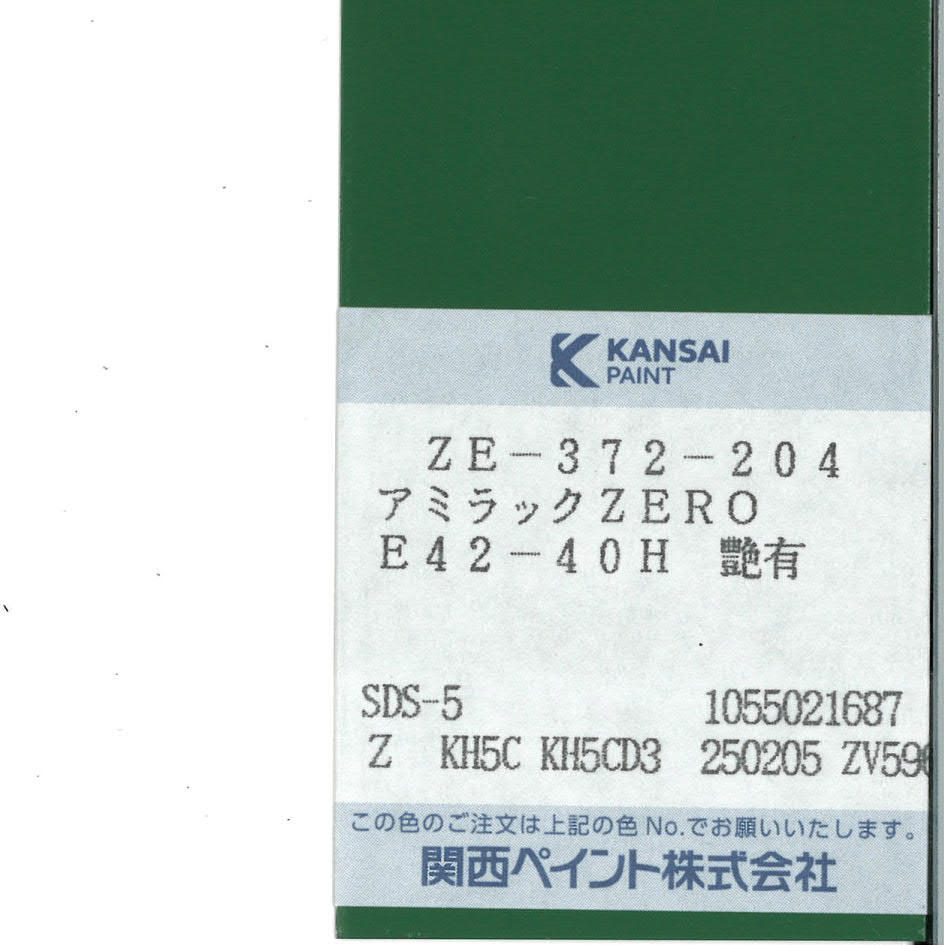 KANSAI
PAINT
ZE-372-204
アミラックZERO
E42-40H 艶有
SDS-5 1055021687
Z KH5C KH5CD3 250205 ZV59
この色のご注文は上記の色No.でお願いいたします。
関西ペイント株式会社